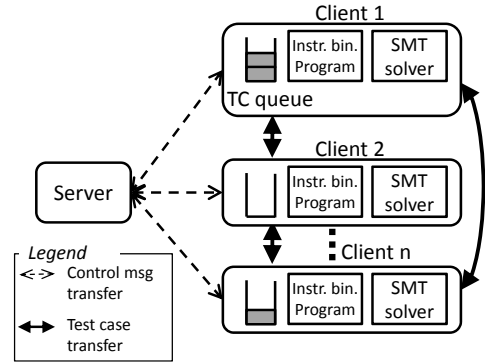 Client 1
Instr. bin.
Program
SMT
solver
TC queue
Client 2
Instr. bin.
Program
SMT
solver
Server
Client n
Instr. bin.
Program
SMT
solver
Legend
Control msg
transfer
Test case
transfer